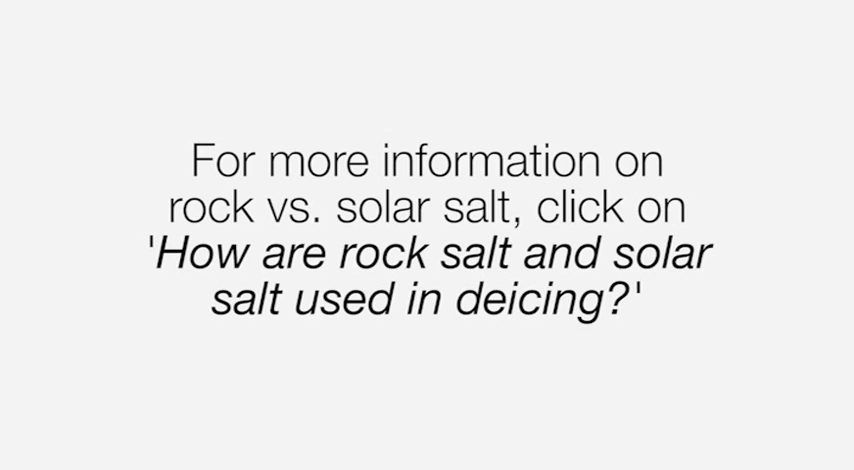 For more information on
rock vs. solar salt, click on
'How are rock salt and solar
salt used in deicing?'